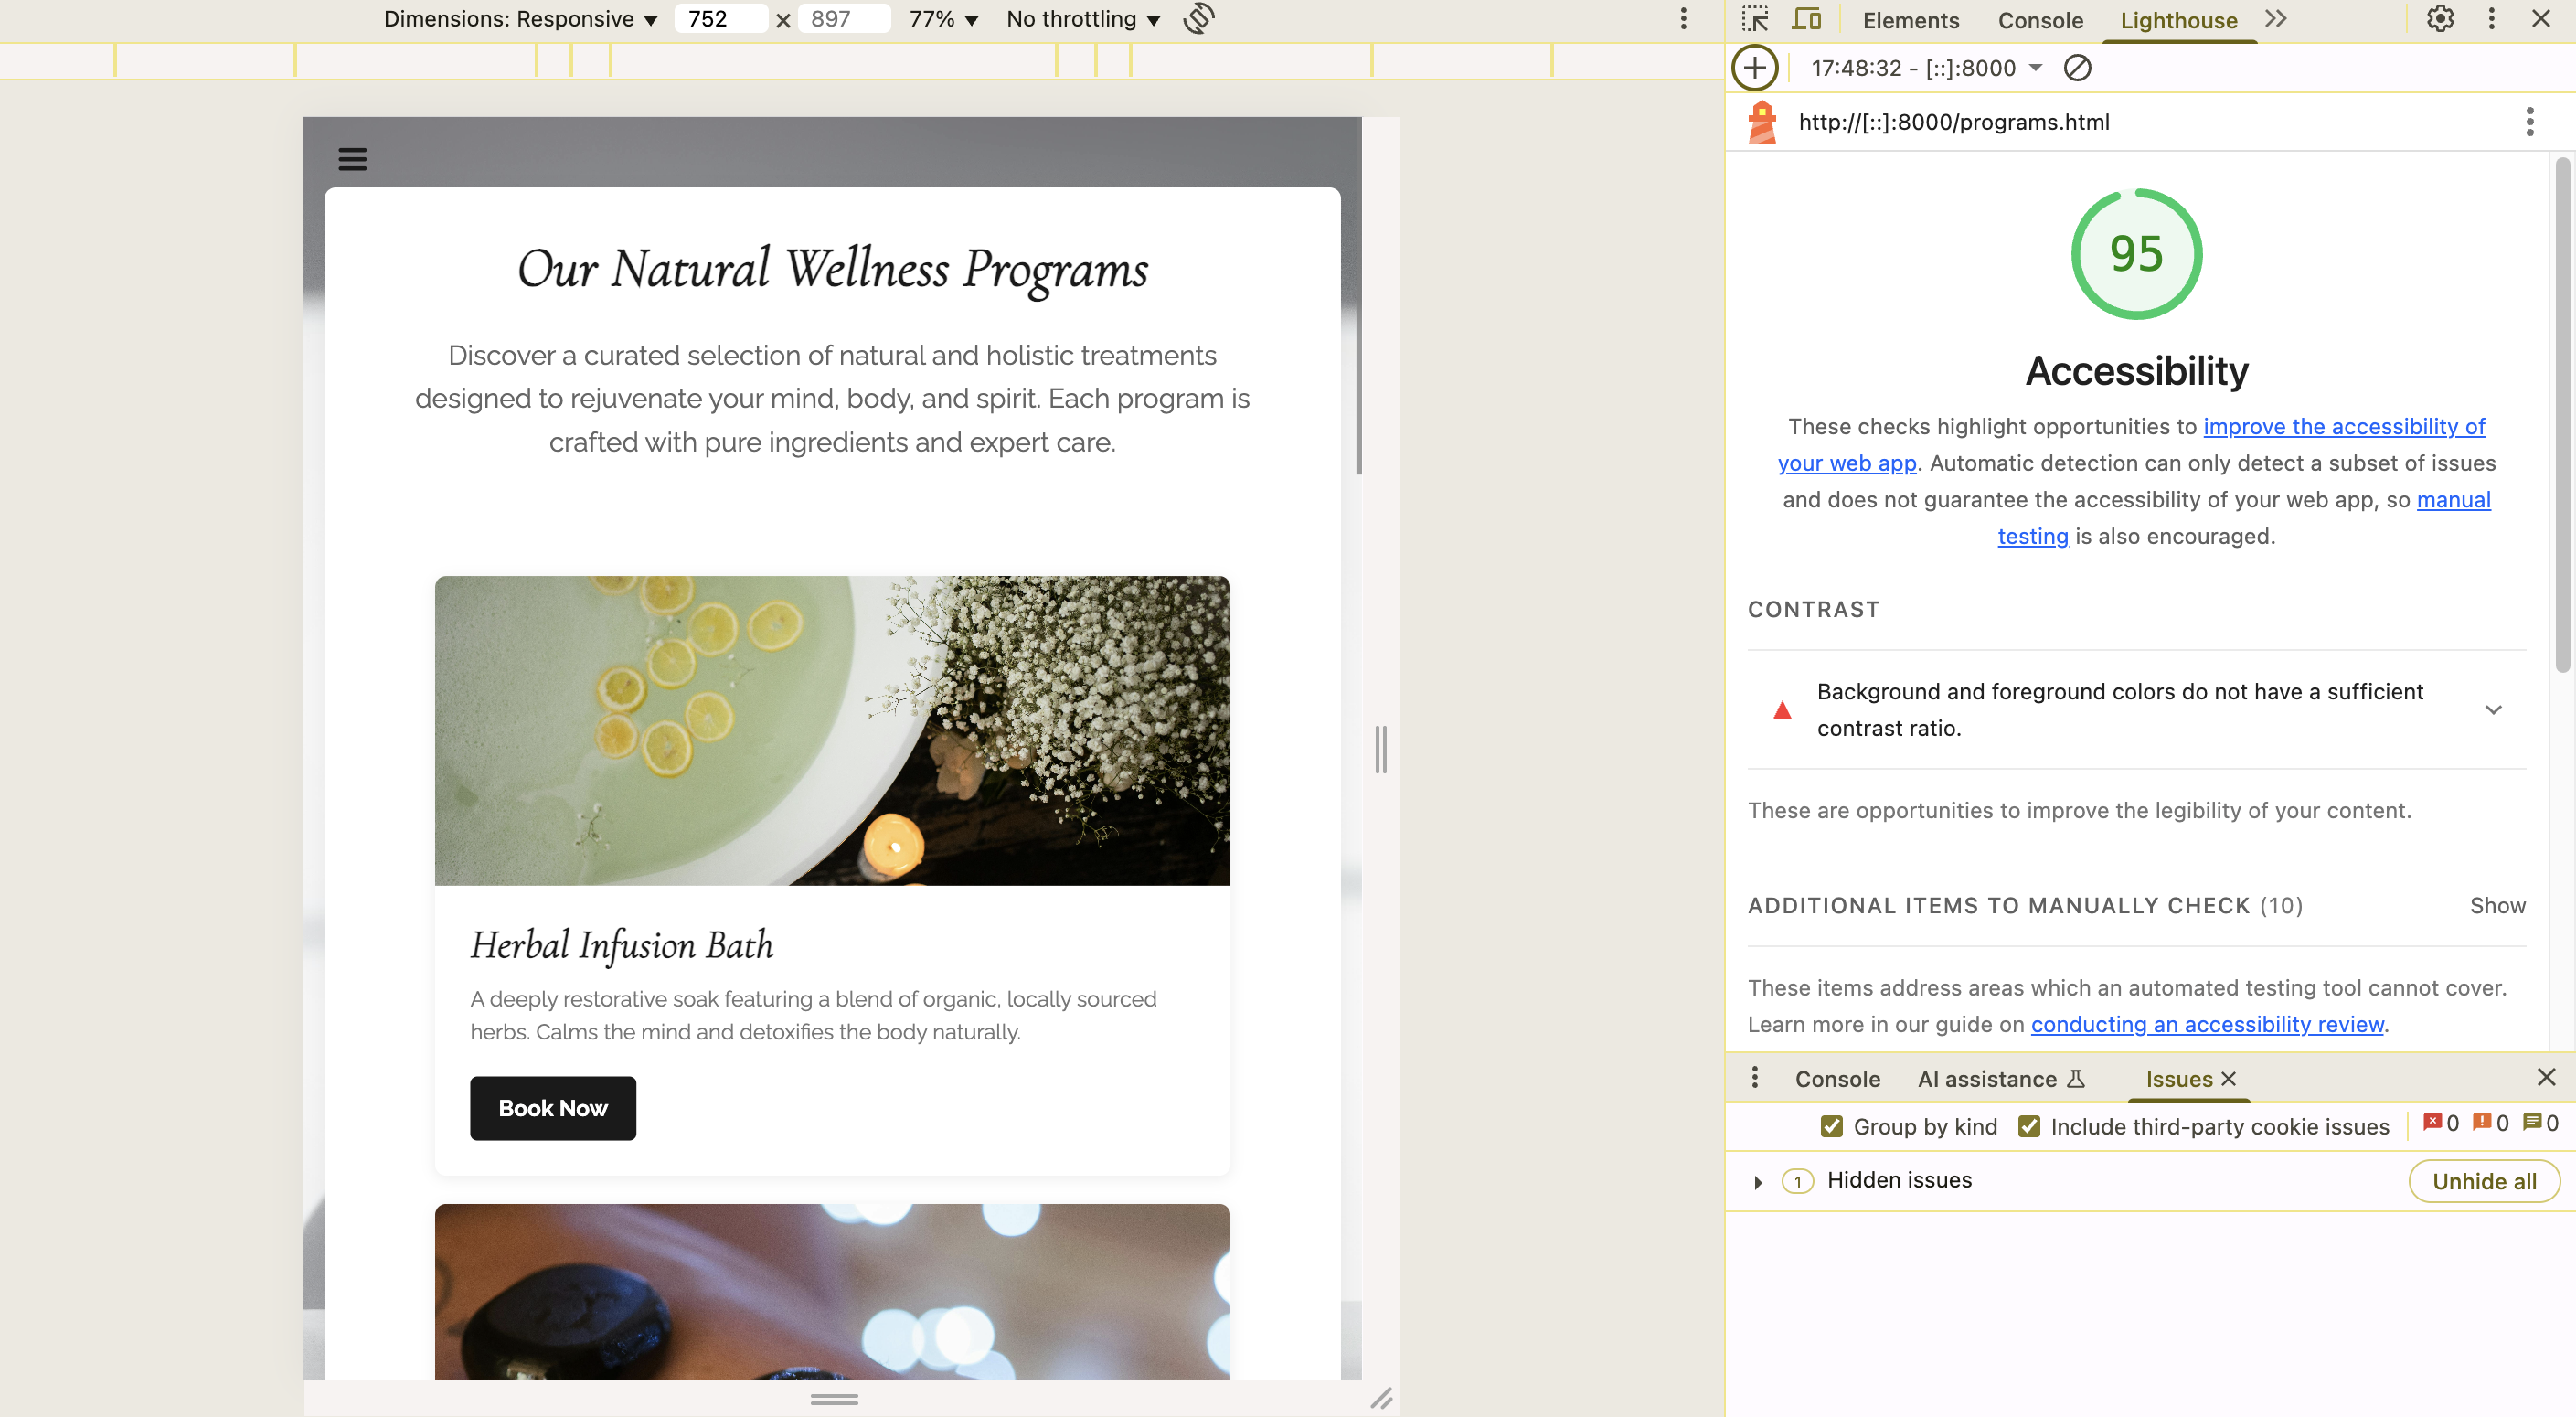 Dimensions: Responsive ▼ 752 × 897 77% ▼ No throttling ▼
Our Natural Wellness Programs
Discover a curated selection of natural and holistic treatments
designed to rejuvenate your mind, body, and spirit. Each program is
crafted with pure ingredients and expert care.
Herbal Infusion Bath
A deeply restorative soak featuring a blend of organic, locally sourced
herbs. Calms the mind and detoxifies the body naturally.
Book Now
Elements Console Lighthouse
17:48:32 - [::]:8000
http://[::]:8000/programs.html
95
Accessibility
These checks highlight opportunities to improve the accessibility of
your web app. Automatic detection can only detect a subset of issues
and does not guarantee the accessibility of your web app, so manual
testing is also encouraged.
CONTRAST
Background and foreground colors do not have a sufficient
contrast ratio.
These are opportunities to improve the legibility of your content.
ADDITIONAL ITEMS TO MANUALLY CHECK (10) Show
These items address areas which an automated testing tool cannot cover.
Learn more in our guide on conducting an accessibility review.
Console AI assistance Issues
Group by kind Include third-party cookie issues 0 0 0
1 Hidden issues Unhide all